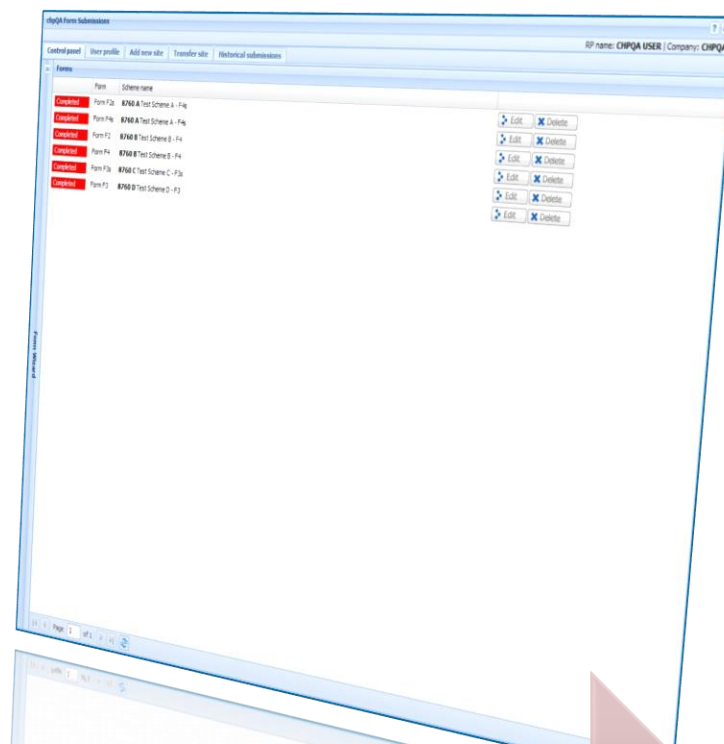 chpQA Form Submissions
RP name: CHPQA USER | Company: CHPQA
Control panel User profile Add new site Transfer site Historical submissions
Forms
Form Scheme name
Completed Form F2s 8760 A Test Scheme A - F4s Edit Delete
Completed Form F4s 8760 A Test Scheme A - F4s Edit Delete
Completed Form F2 8760 B Test Scheme B - F4 Edit Delete
Completed Form F4 8760 B Test Scheme B - F4 Edit Delete
Completed Form F3s 8760 C Test Scheme C - F3s Edit Delete
Completed Form F3 8760 D Test Scheme D - F3 Edit Delete
Form Wizard
Page 1 of 1